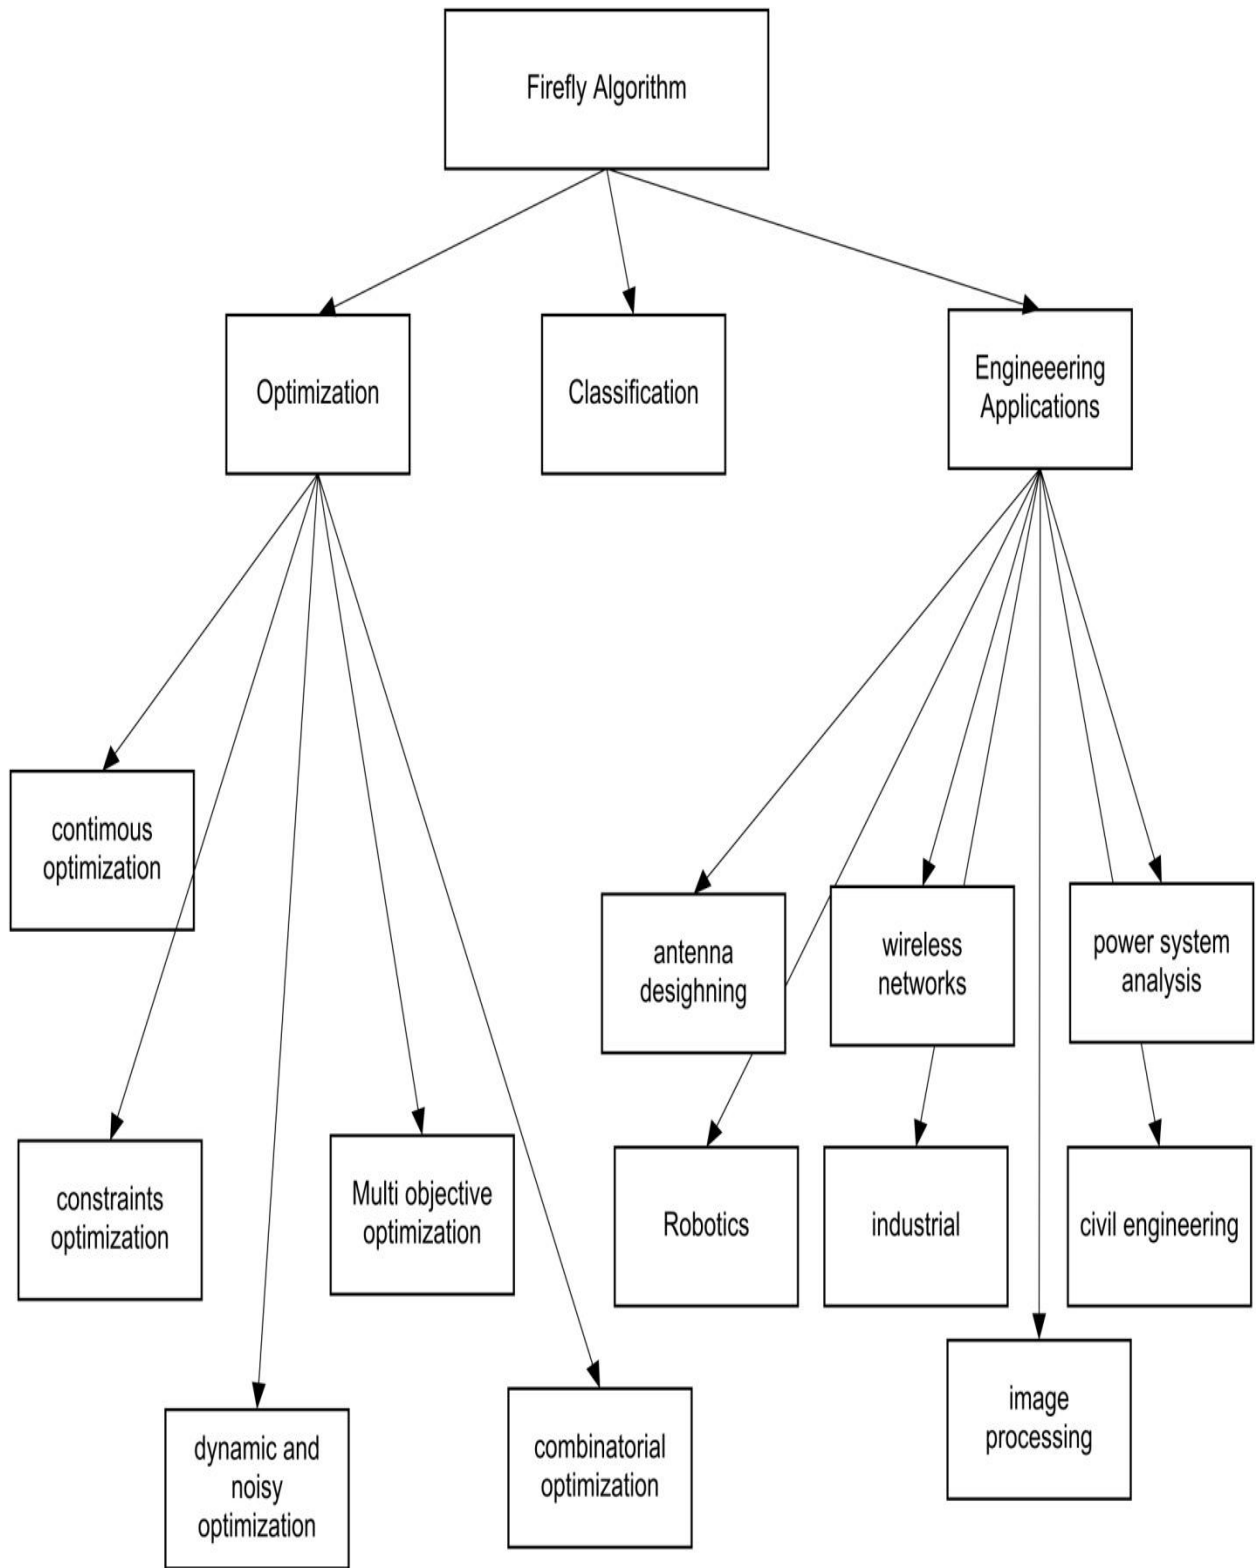 Firefly Algorithm
Optimization
Classification
Engineeering
Applications
contimous
optimization
antenna
desighning
wireless
networks
power system
analysis
constraints
optimization
Multi objective
optimization
Robotics
industrial
civil engineering
dynamic and
noisy
optimization
combinatorial
optimization
image
processing